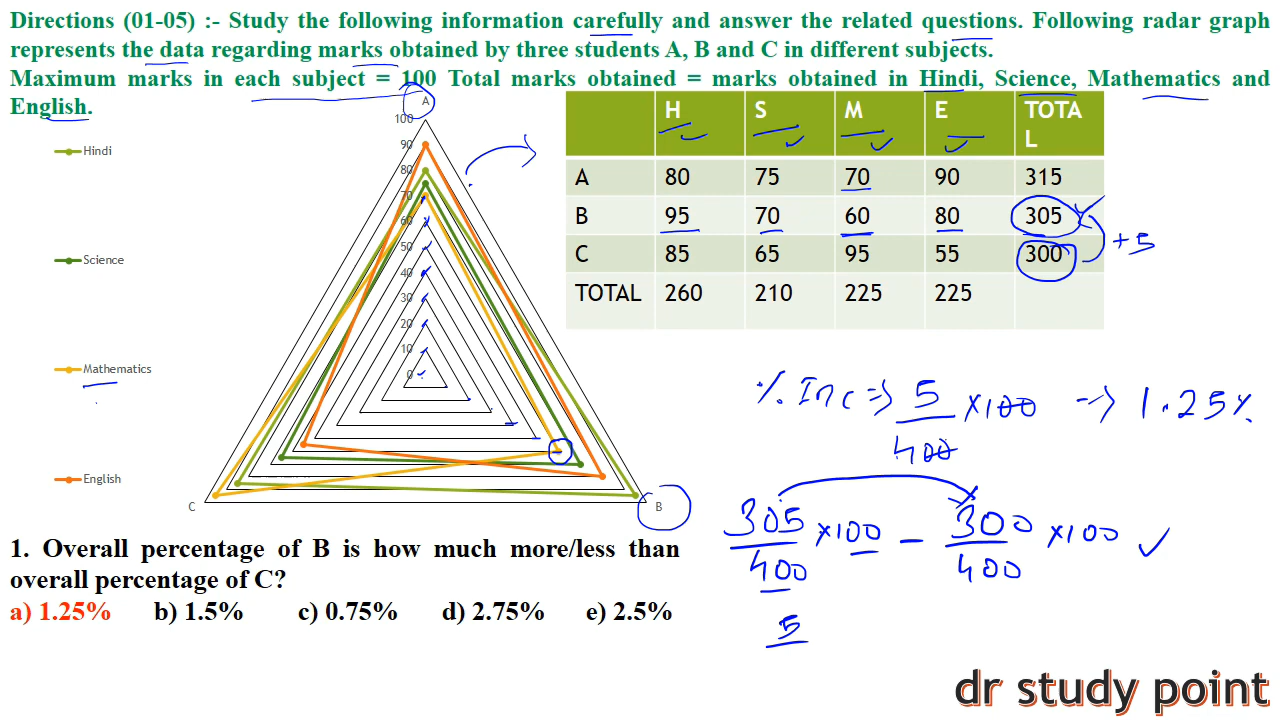 Directions (01-05) :- Study the following information carefully and answer the related questions. Following radar graph
represents the data regarding marks obtained by three students A, B and C in different subjects.
Maximum marks in each subject = 100 Total marks obtained = marks obtained in Hindi, Science, Mathematics and
English.
A
100
90
80
70
60
50
40
30
20
10
0
C
B
Hindi
Science
Mathematics
English
H S M E TOTA
L
A 80 75 70 90 315
B 95 70 60 80 305
C 85 65 95 55 300
TOTAL 260 210 225 225
+5
% Inc => 5/400 ×100 => 1.25%
305/400 ×100 - 300/400 ×100 ✓
5
1. Overall percentage of B is how much more/less than
overall percentage of C?
a) 1.25% b) 1.5% c) 0.75% d) 2.75% e) 2.5%
dr study point